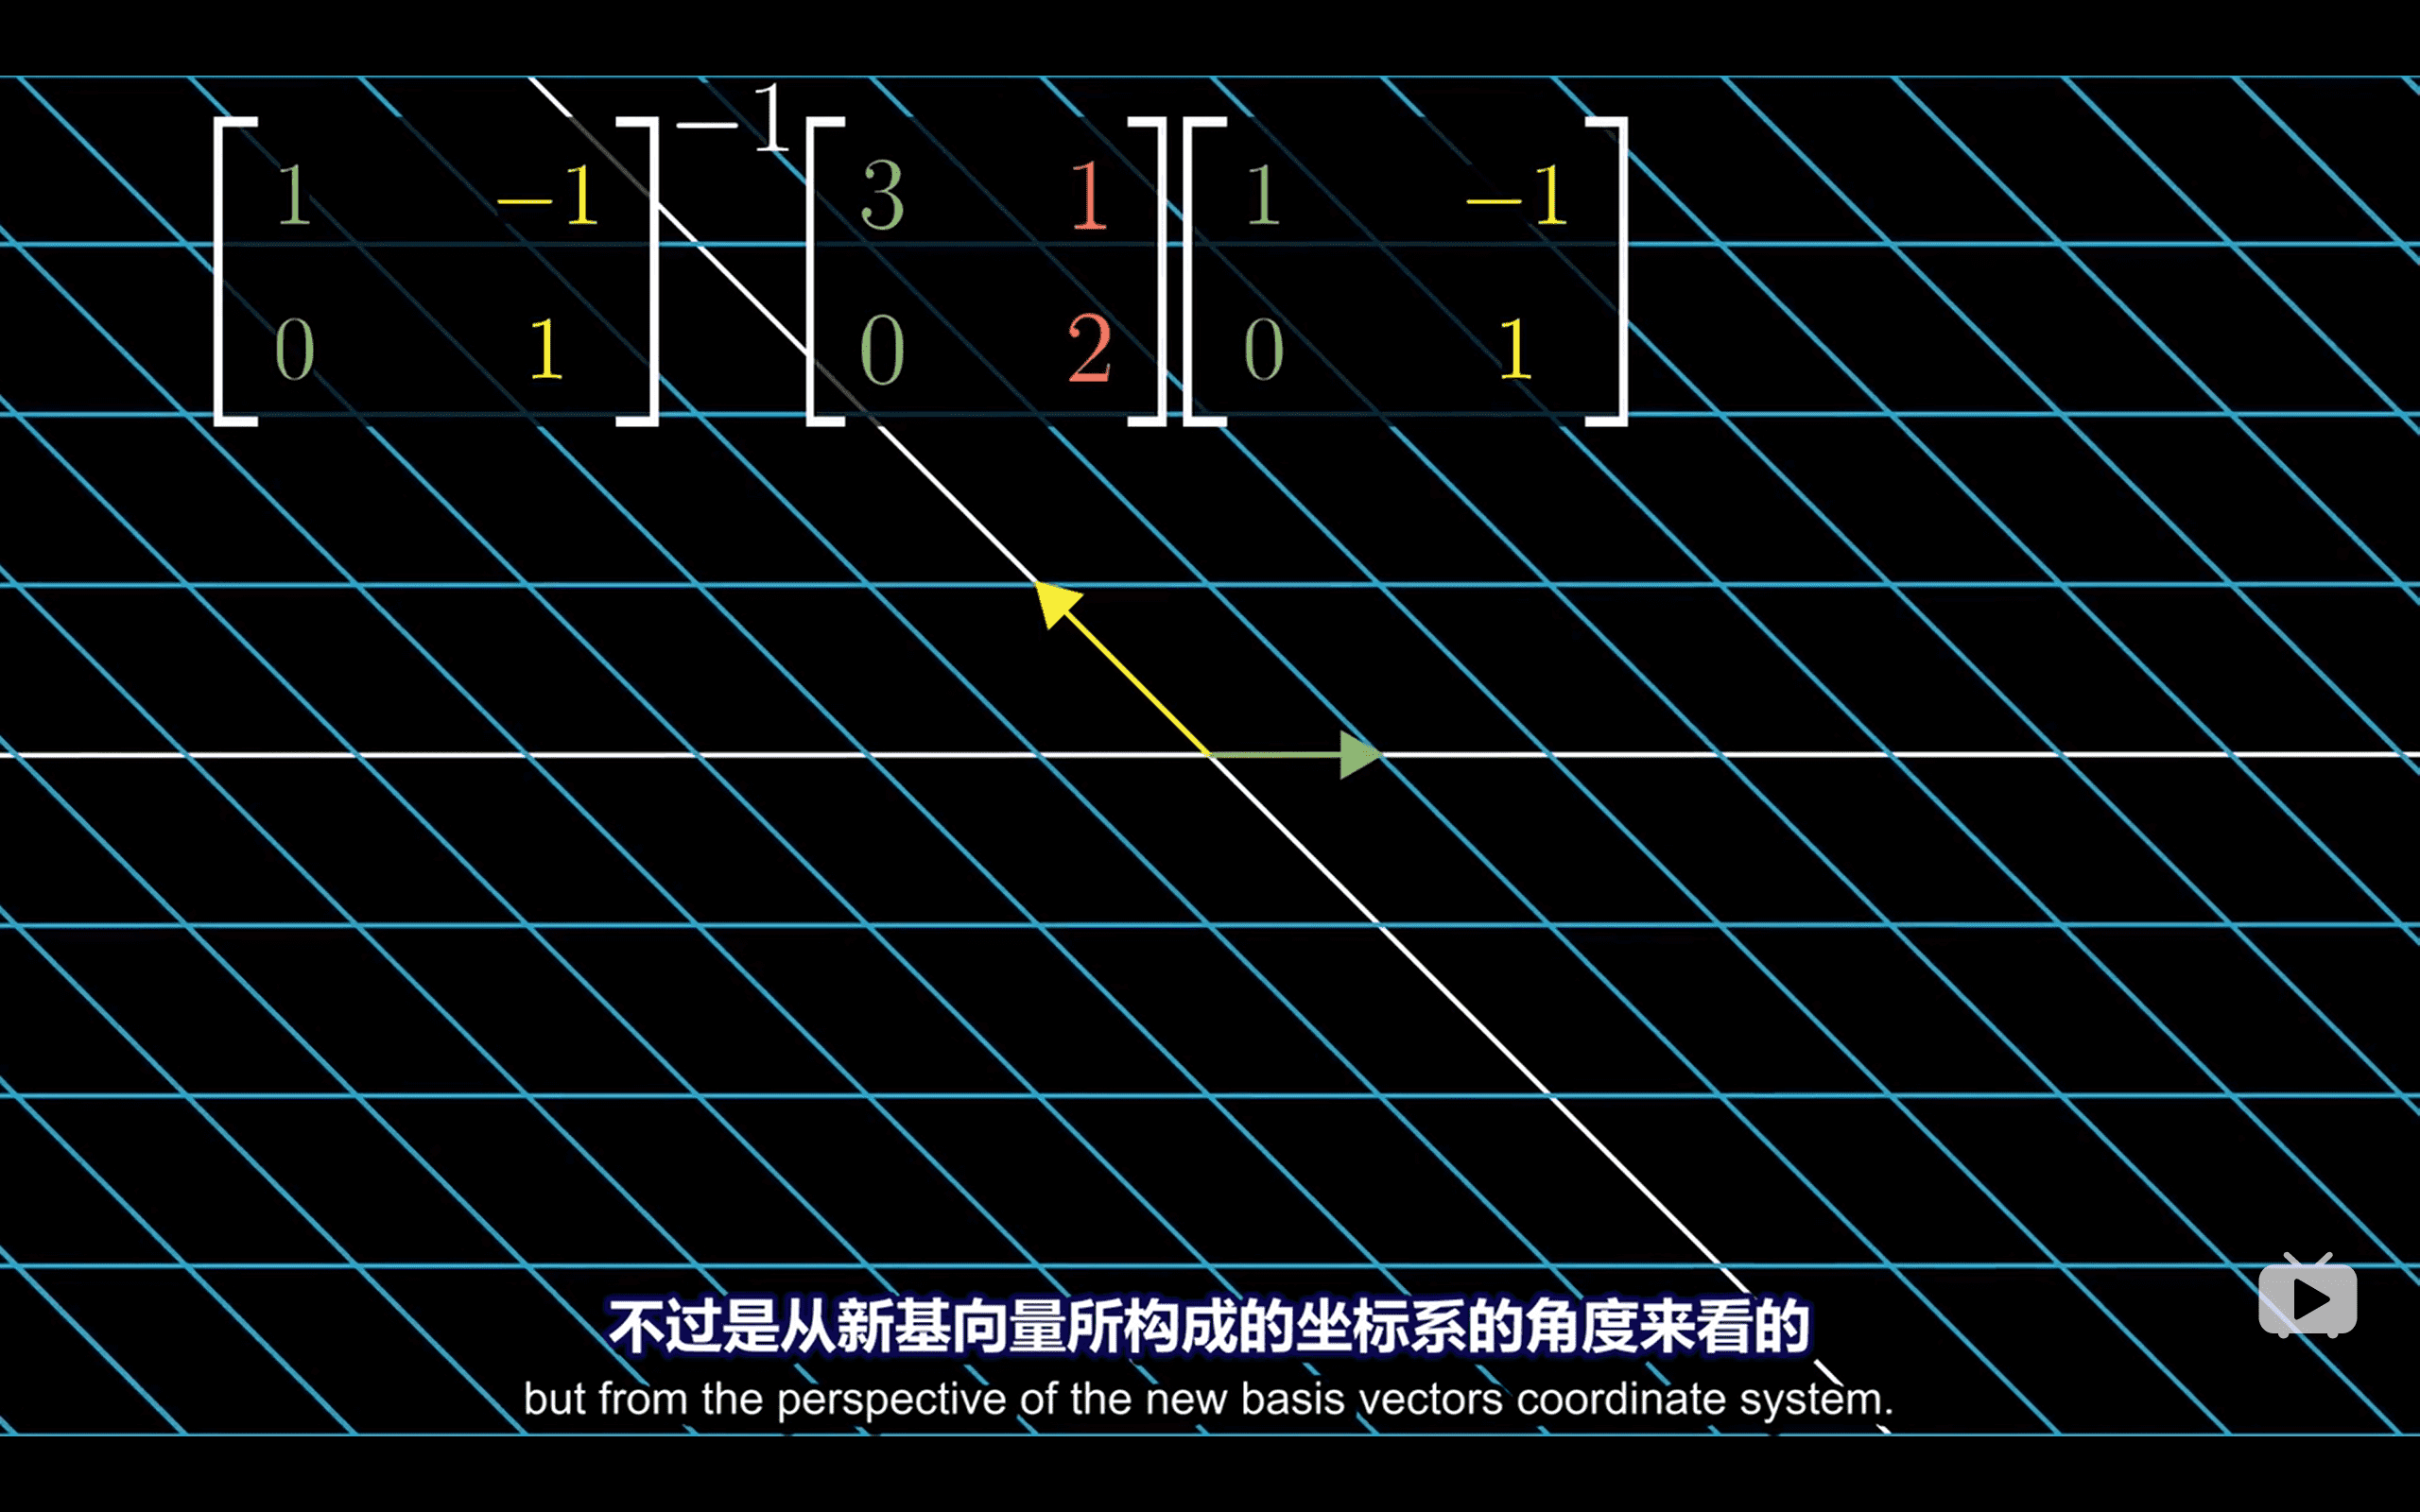 [1 -1; 0 1]^-1 [3 1; 0 2] [1 -1; 0 1]
不过是从新基向量所构成的坐标系的角度来看的
but from the perspective of the new basis vectors coordinate system.